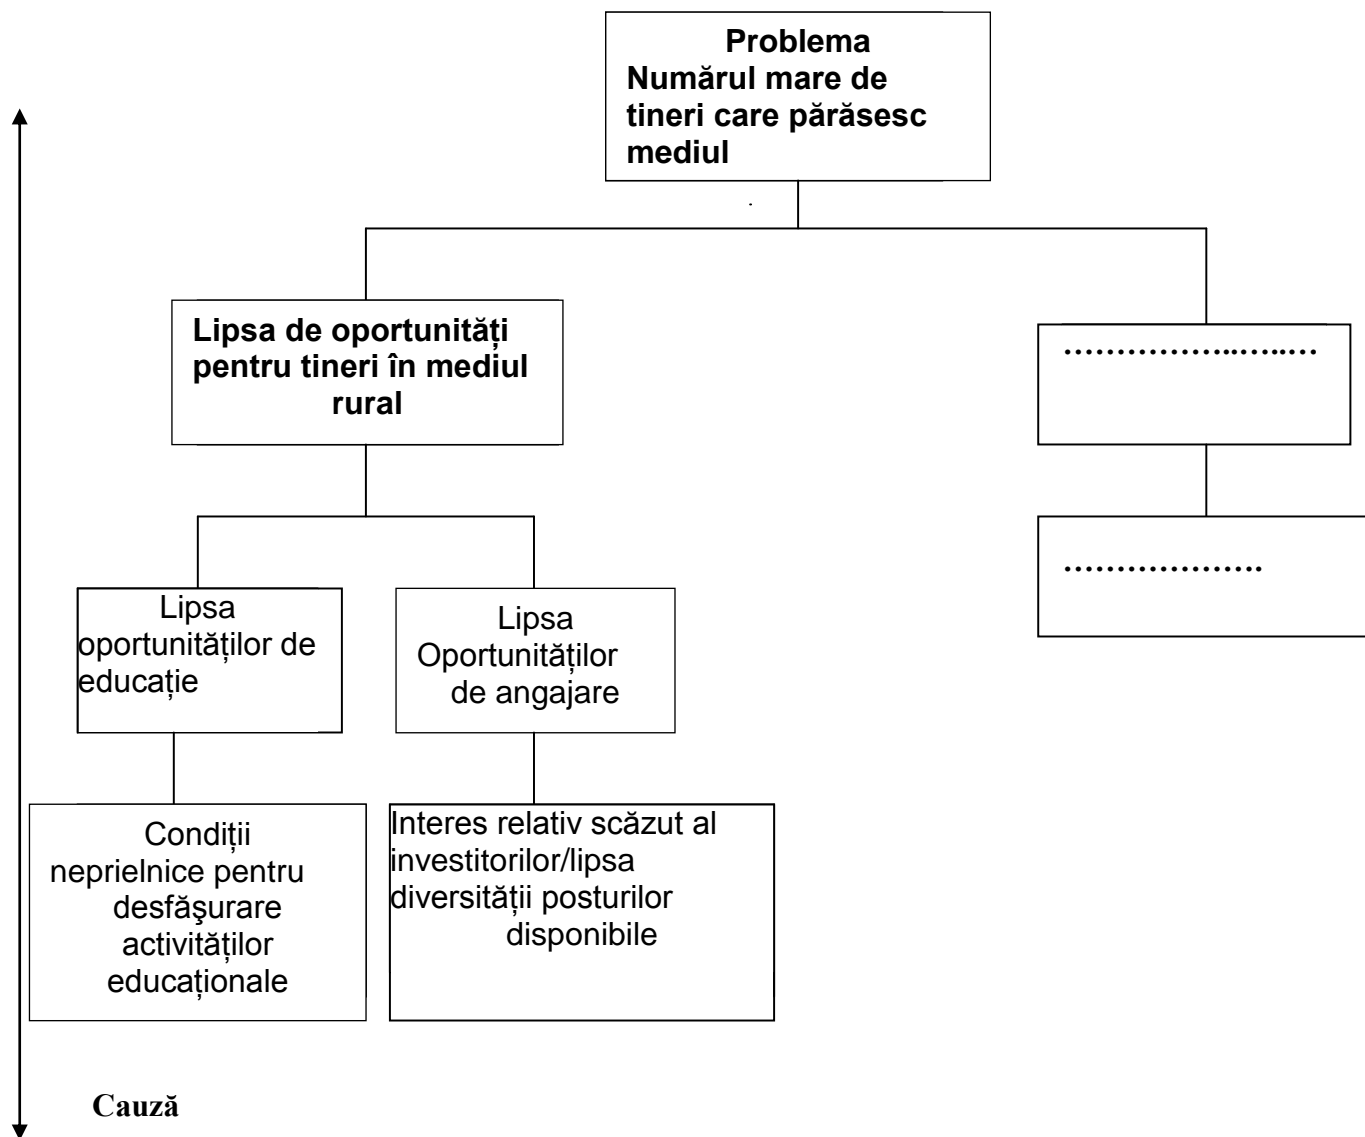 Problema
Numărul mare de
tineri care părăsesc
mediul
.
Lipsa de oportunități
pentru tineri în mediul
rural
……………..…..…
……………….
Lipsa
oportunităților de
educație
Lipsa
Oportunităților
de angajare
Condiții
neprielnice pentru
desfăşurare
activităților
educaționale
Interes relativ scăzut al
investitorilor/lipsa
diversității posturilor
disponibile
Cauză